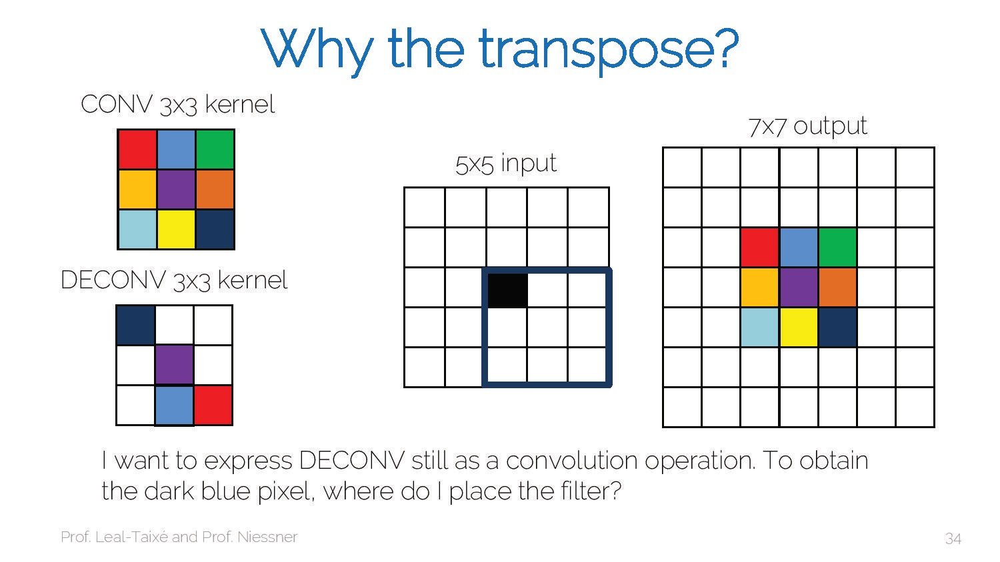 Why the transpose?
CONV 3x3 kernel
DECONV 3x3 kernel
5x5 input
7x7 output
I want to express DECONV still as a convolution operation. To obtain
the dark blue pixel, where do I place the filter?
Prof. Leal-Taixé and Prof. Niessner
34